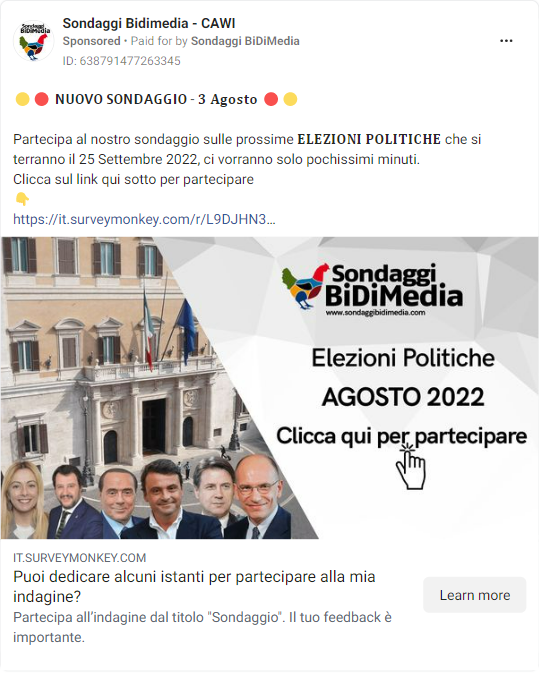 Sondaggi Bidimedia - CAWI
Sponsored • Paid for by Sondaggi BiDiMedia
ID: 638791477263345
🟡🔴 NUOVO SONDAGGIO - 3 Agosto 🔴🟡
Partecipa al nostro sondaggio sulle prossime ELEZIONI POLITICHE che si
terranno il 25 Settembre 2022, ci vorranno solo pochissimi minuti.
Clicca sul link qui sotto per partecipare
👇
https://it.surveymonkey.com/r/L9DJHN3...
Sondaggi
BiDiMedia
www.sondaggibidimedia.com
Elezioni Politiche
AGOSTO 2022
Clicca qui per partecipare
IT.SURVEYMONKEY.COM
Puoi dedicare alcuni istanti per partecipare alla mia
indagine?
Partecipa all’indagine dal titolo "Sondaggio". Il tuo feedback è
importante.
Learn more